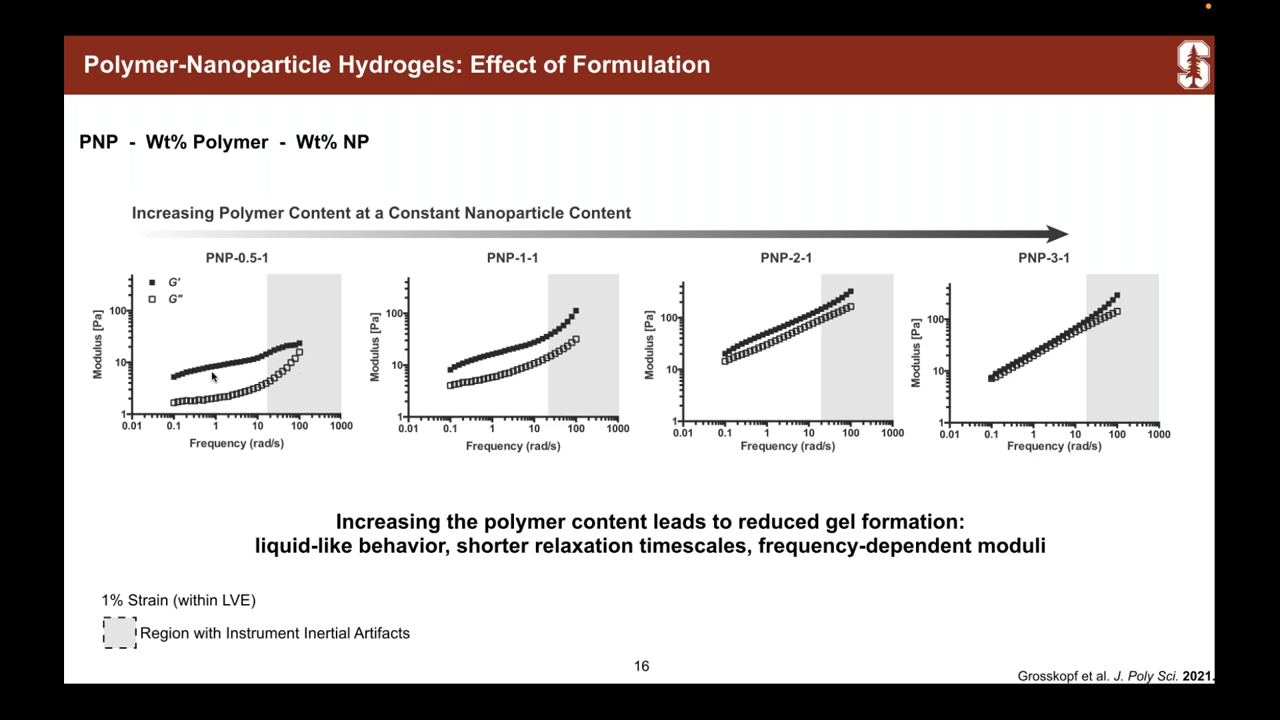 Polymer-Nanoparticle Hydrogels: Effect of Formulation
PNP - Wt% Polymer - Wt% NP
Increasing Polymer Content at a Constant Nanoparticle Content
PNP-0.5-1
G'
G"
Modulus [Pa]
100
10
1
0.01 0.1 1 10 100 1000
Frequency (rad/s)
PNP-1-1
Modulus [Pa]
100
10
1
0.01 0.1 1 10 100 1000
Frequency (rad/s)
PNP-2-1
Modulus [Pa]
100
10
1
0.01 0.1 1 10 100 1000
Frequency (rad/s)
PNP-3-1
Modulus [Pa]
100
10
1
0.01 0.1 1 10 100 1000
Frequency (rad/s)
Increasing the polymer content leads to reduced gel formation:
liquid-like behavior, shorter relaxation timescales, frequency-dependent moduli
1% Strain (within LVE)
Region with Instrument Inertial Artifacts
16
Grosskopf et al. J. Poly Sci. 2021.